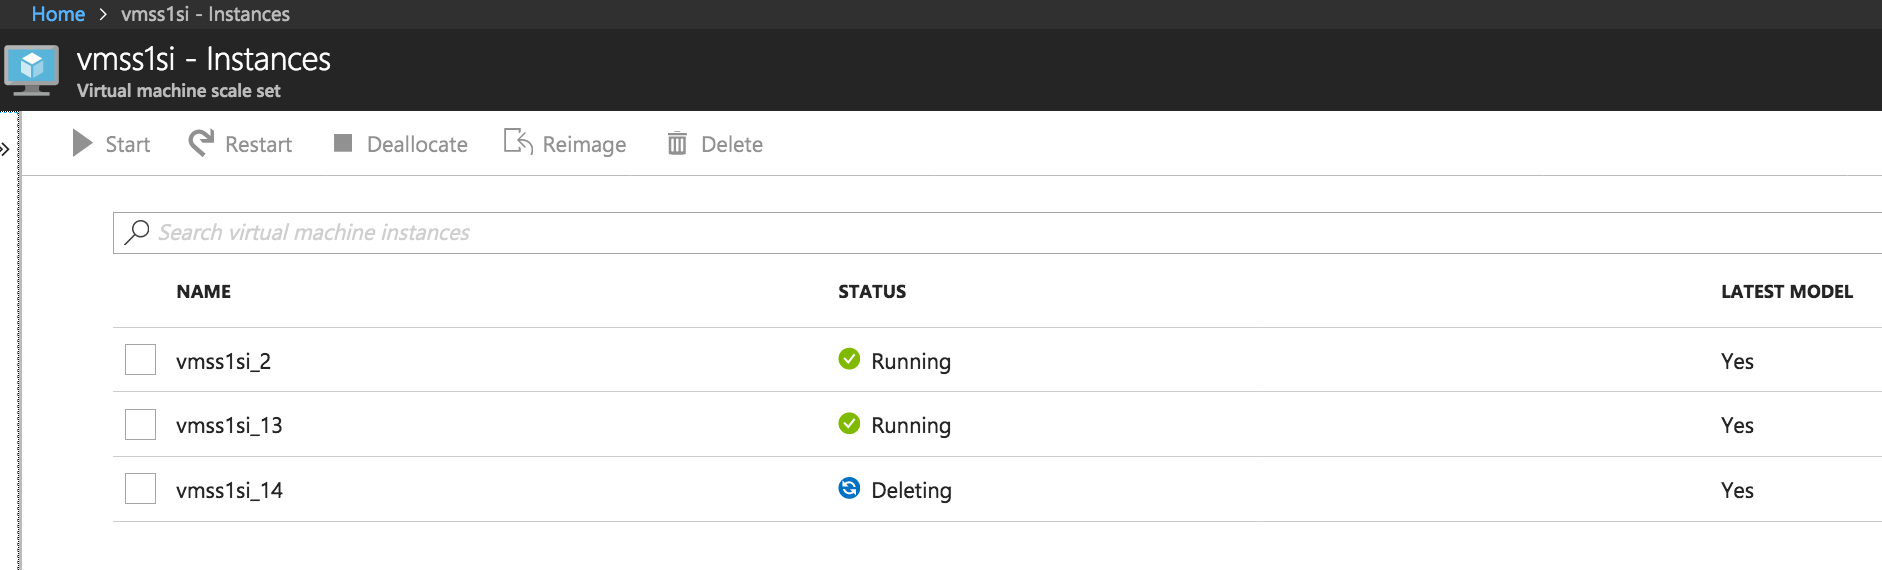 Home > vmss1si - Instances
vmss1si - Instances
Virtual machine scale set
» Start Restart Deallocate Reimage Delete
Search virtual machine instances
NAME STATUS LATEST MODEL
vmss1si_2 Running Yes
vmss1si_13 Running Yes
vmss1si_14 Deleting Yes